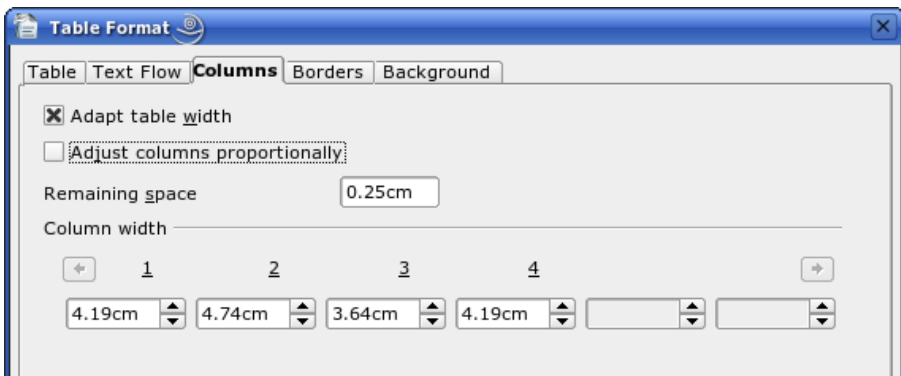 Table Format
Table Text Flow Columns Borders Background
Adapt table width
Adjust columns proportionally
Remaining space 0.25cm
Column width
1 2 3 4
4.19cm 4.74cm 3.64cm 4.19cm